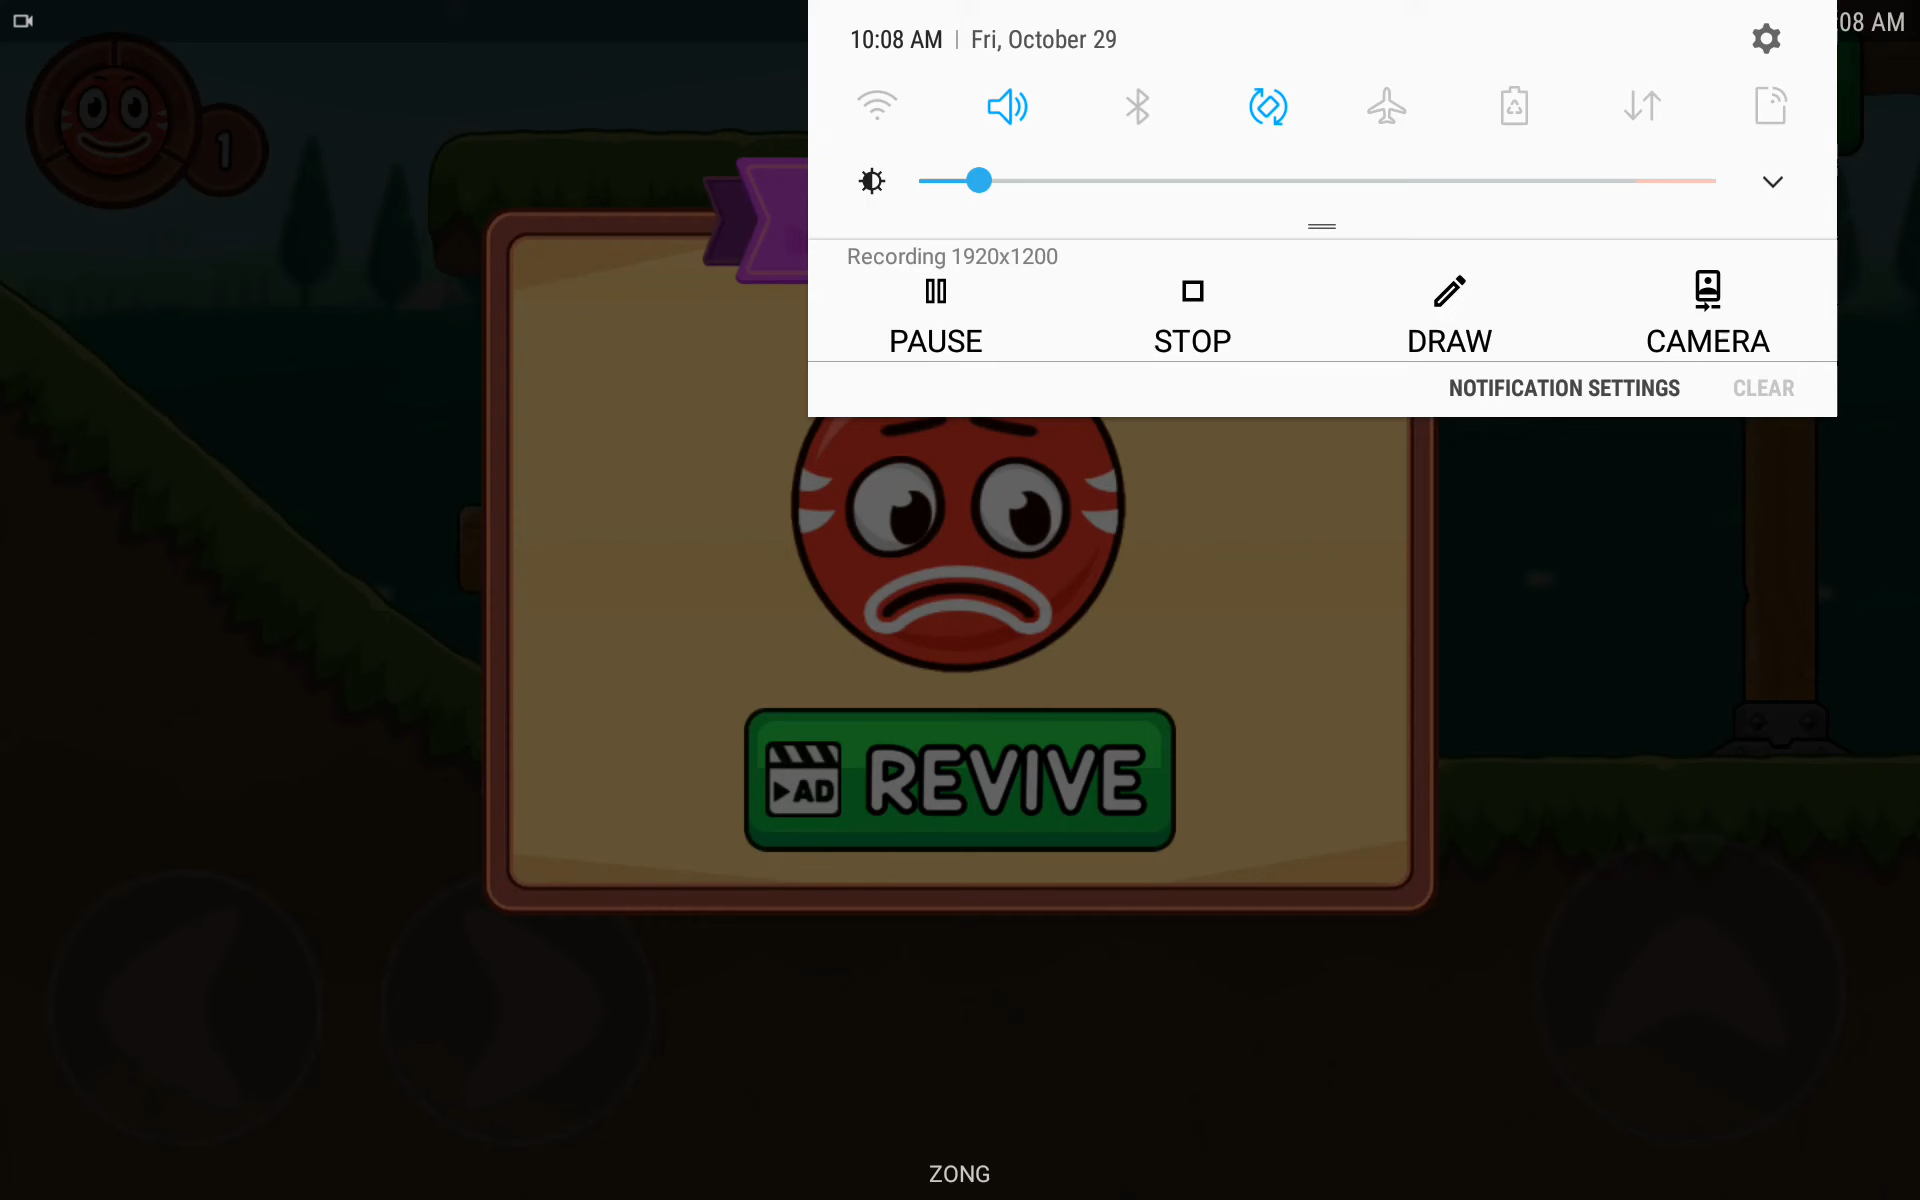 :08 AM
10:08 AM | Fri, October 29
1
Recording 1920x1200
PAUSE STOP DRAW CAMERA
NOTIFICATION SETTINGS CLEAR
AD REVIVE
ZONG